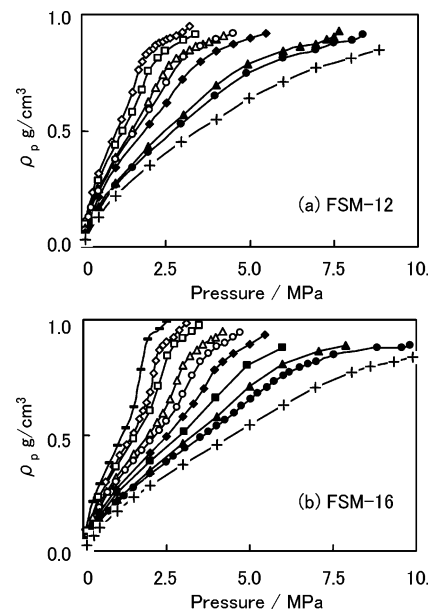 1.0
0.5
0.0
ρ p g/cm3
(a) FSM-12
0 2.5 5.0 7.5 10.
Pressure / MPa
1.0
0.5
0.0
ρ p g/cm3
(b) FSM-16
0 2.5 5.0 7.5 10.
Pressure / MPa